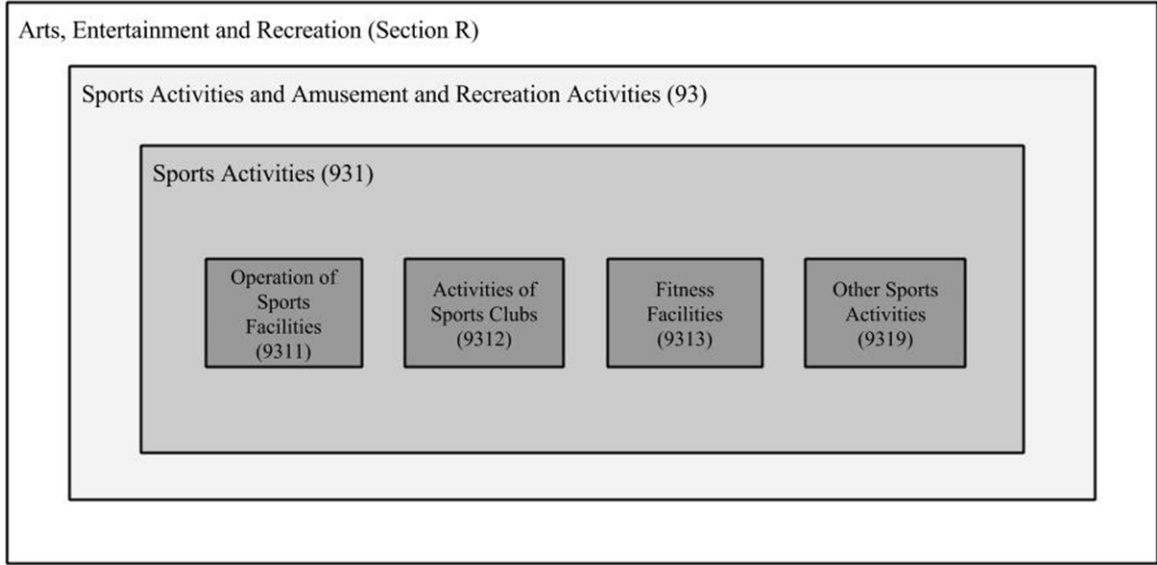 Arts, Entertainment and Recreation (Section R)
Sports Activities and Amusement and Recreation Activities (93)
Sports Activities (931)
Operation of
Sports
Facilities
(9311)
Activities of
Sports Clubs
(9312)
Fitness
Facilities
(9313)
Other Sports
Activities
(9319)